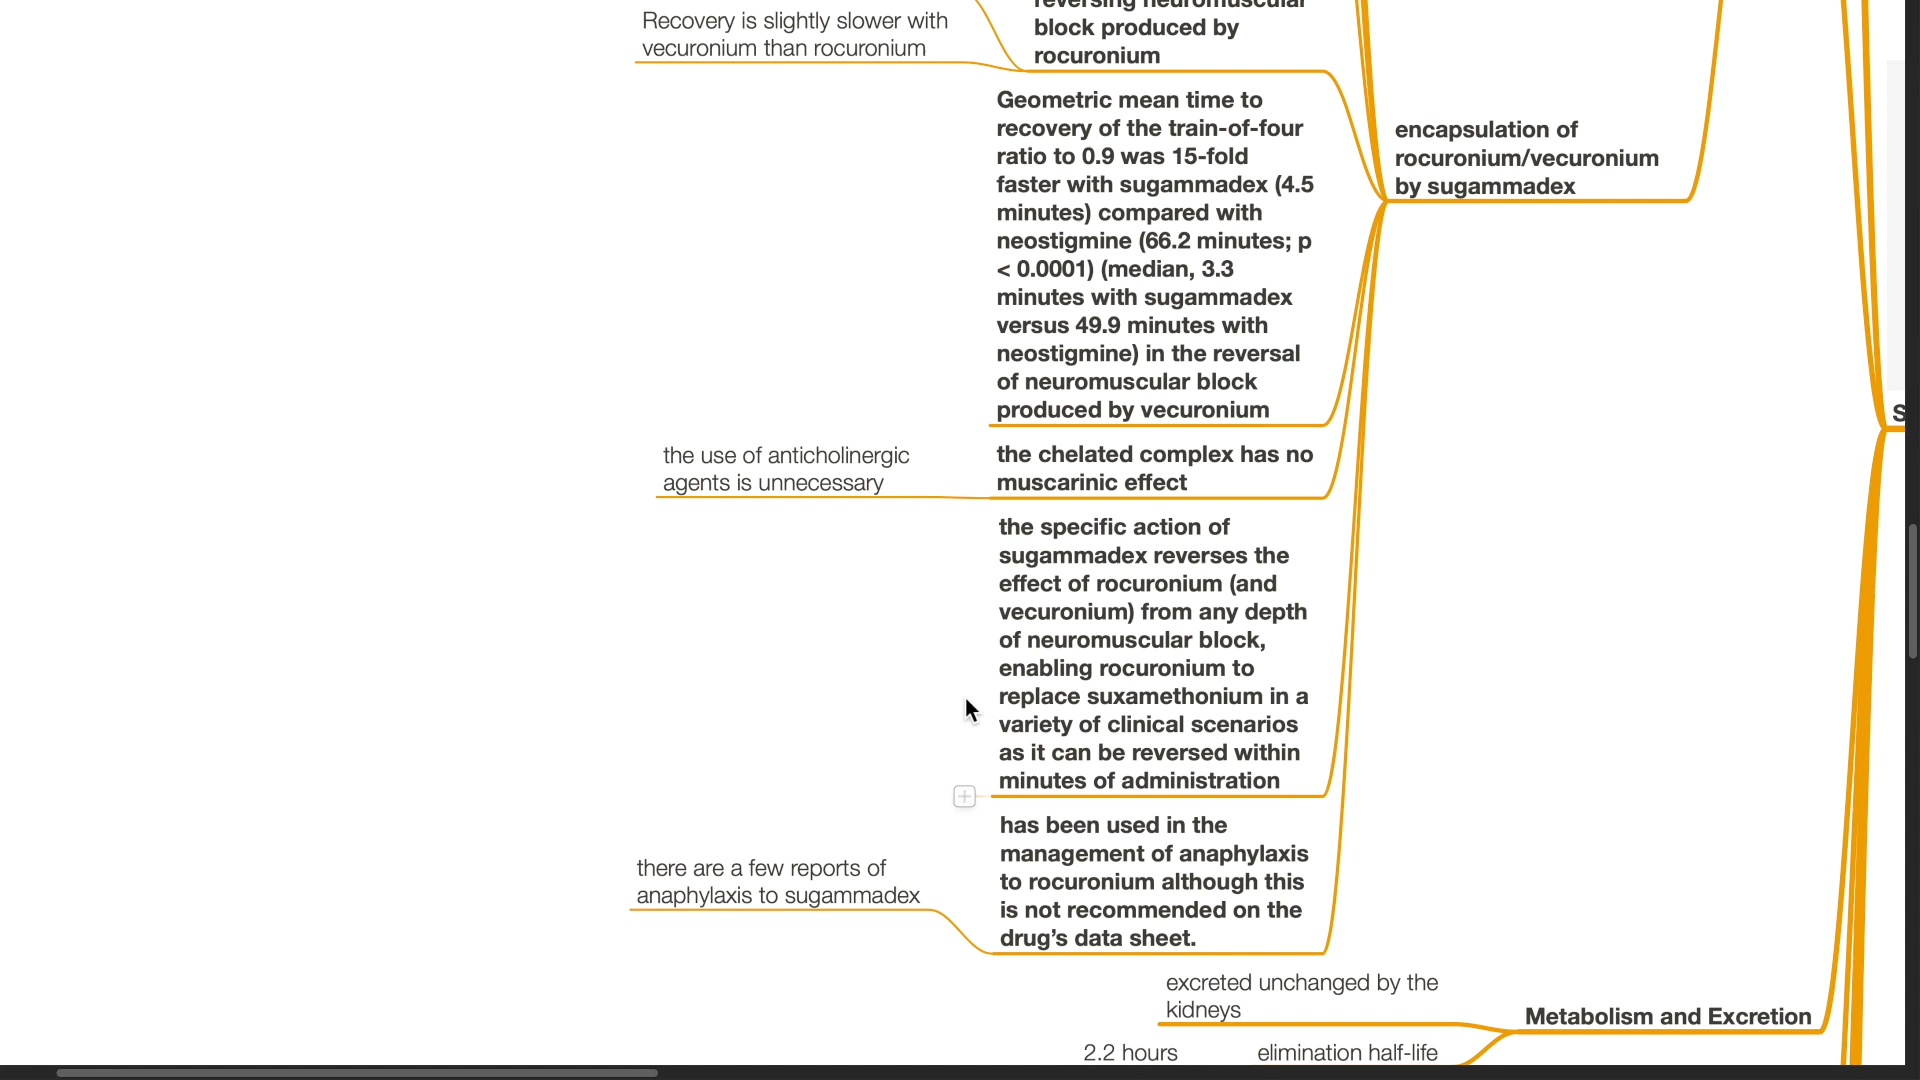 reversing neuromuscular
block produced by
rocuronium
Recovery is slightly slower with
vecuronium than rocuronium
encapsulation of
rocuronium/vecuronium
by sugammadex
Geometric mean time to
recovery of the train-of-four
ratio to 0.9 was 15-fold
faster with sugammadex (4.5
minutes) compared with
neostigmine (66.2 minutes; p
< 0.0001) (median, 3.3
minutes with sugammadex
versus 49.9 minutes with
neostigmine) in the reversal
of neuromuscular block
produced by vecuronium
the chelated complex has no
muscarinic effect
the use of anticholinergic
agents is unnecessary
the specific action of
sugammadex reverses the
effect of rocuronium (and
vecuronium) from any depth
of neuromuscular block,
enabling rocuronium to
replace suxamethonium in a
variety of clinical scenarios
as it can be reversed within
minutes of administration
has been used in the
management of anaphylaxis
to rocuronium although this
is not recommended on the
drug’s data sheet.
there are a few reports of
anaphylaxis to sugammadex
Metabolism and Excretion
excreted unchanged by the
kidneys
elimination half-life
2.2 hours